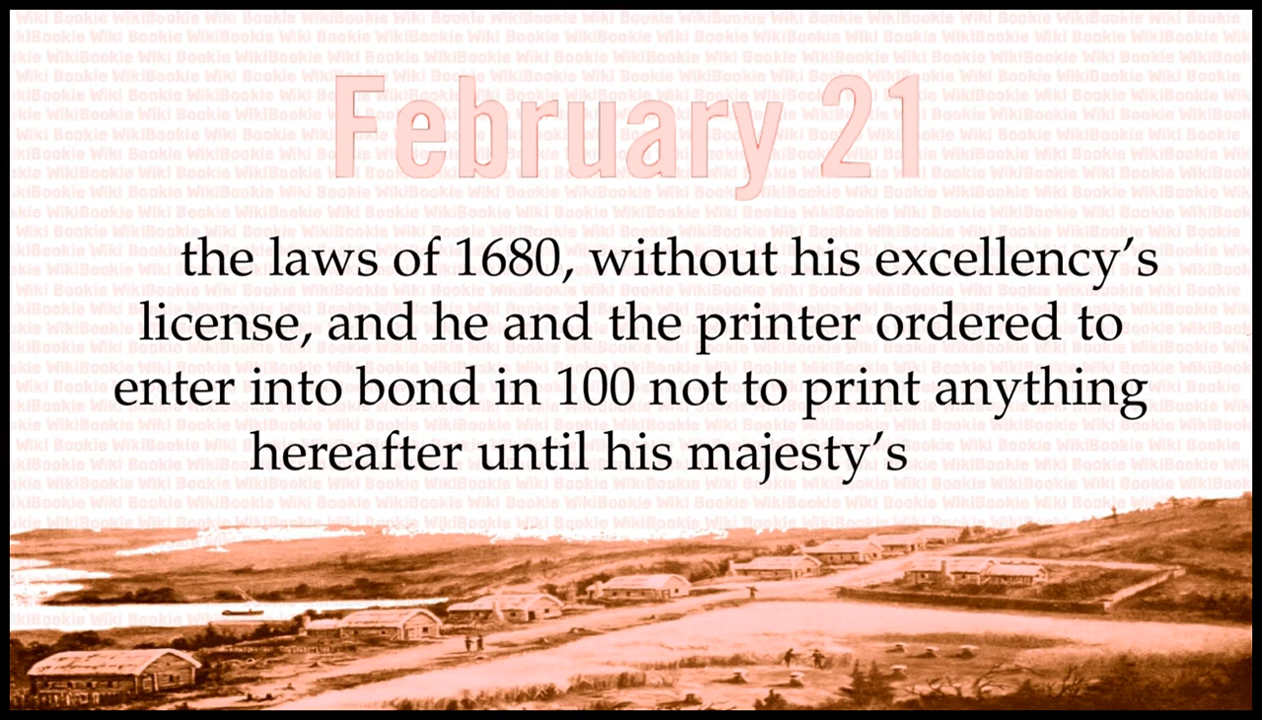 February 21
the laws of 1680, without his excellency’s
license, and he and the printer ordered to
enter into bond in 100 not to print anything
hereafter until his majesty’s